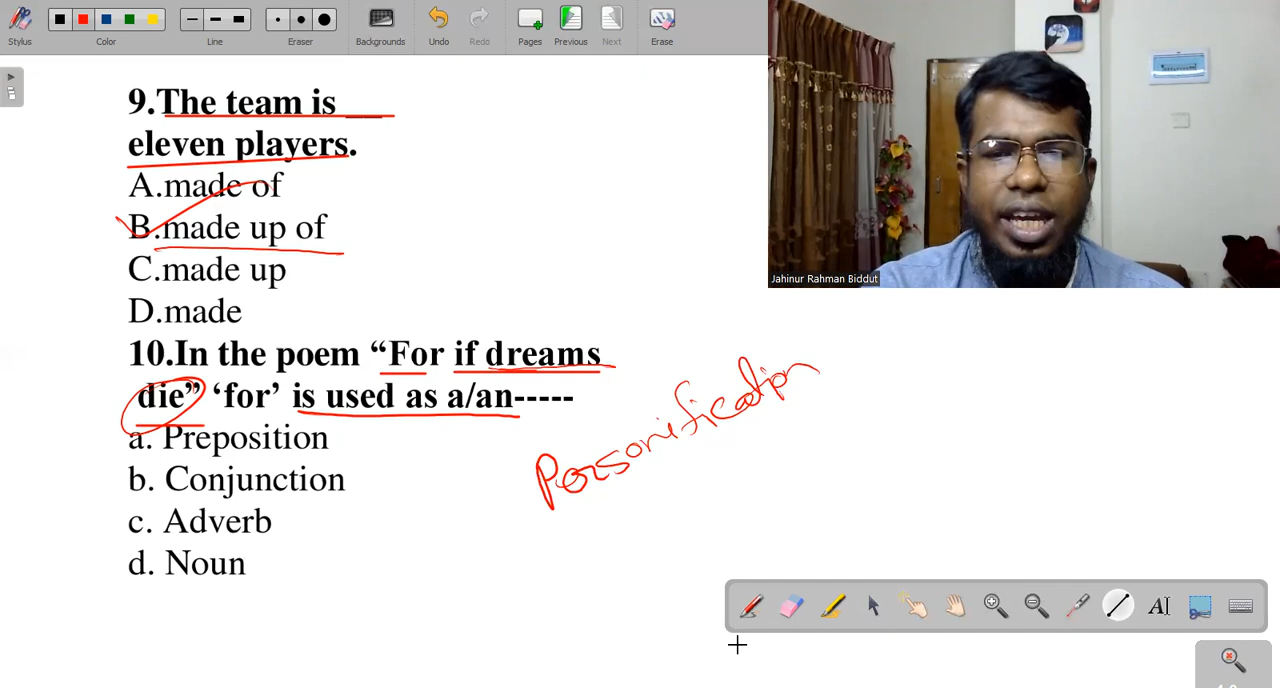 Stylus
Color
Line
Eraser
Backgrounds
Undo
Redo
Pages
Previous
Next
Erase
9.The team is ___
eleven players.
A.made of
B.made up of
C.made up
D.made
10.In the poem “For if dreams
die” ‘for’ is used as a/an-----
a. Preposition
b. Conjunction
c. Adverb
d. Noun
Personification
Jahinur Rahman Biddut